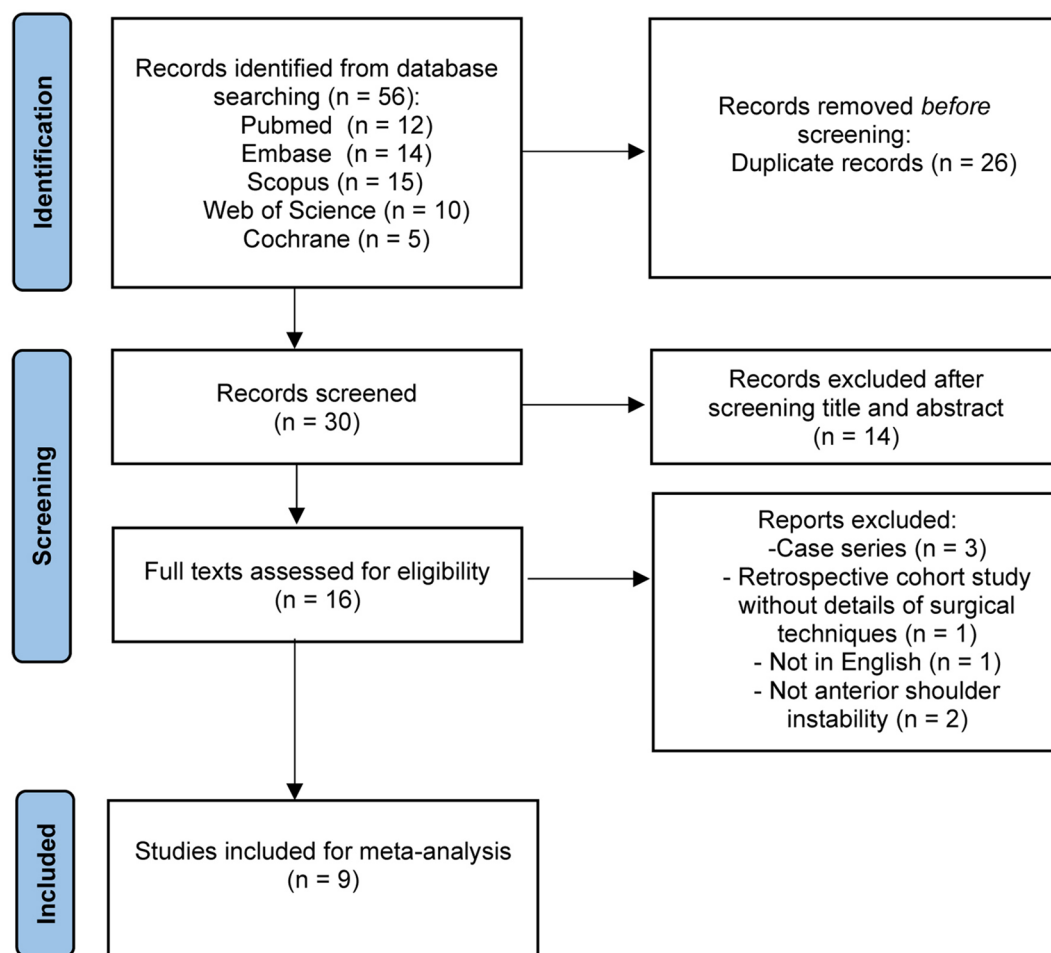 Identification
Records identified from database
searching (n = 56):
Pubmed (n = 12)
Embase (n = 14)
Scopus (n = 15)
Web of Science (n = 10)
Cochrane (n = 5)
Records removed before
screening:
Duplicate records (n = 26)
Screening
Records screened
(n = 30)
Records excluded after
screening title and abstract
(n = 14)
Full texts assessed for eligibility
(n = 16)
Reports excluded:
-Case series (n = 3)
- Retrospective cohort study
without details of surgical
techniques (n = 1)
- Not in English (n = 1)
- Not anterior shoulder
instability (n = 2)
Included
Studies included for meta-analysis
(n = 9)